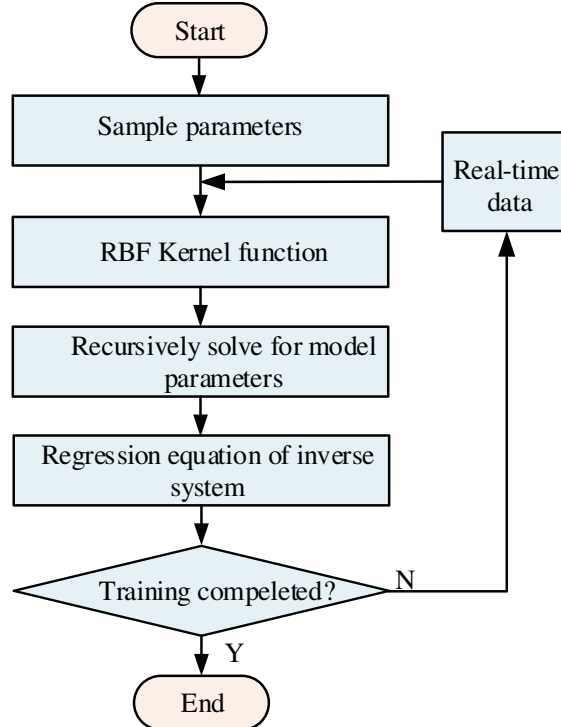 Start
Sample parameters
Real-time
data
RBF Kernel function
Recursively solve for model
parameters
Regression equation of inverse
system
Training compeleted?
N
Y
End